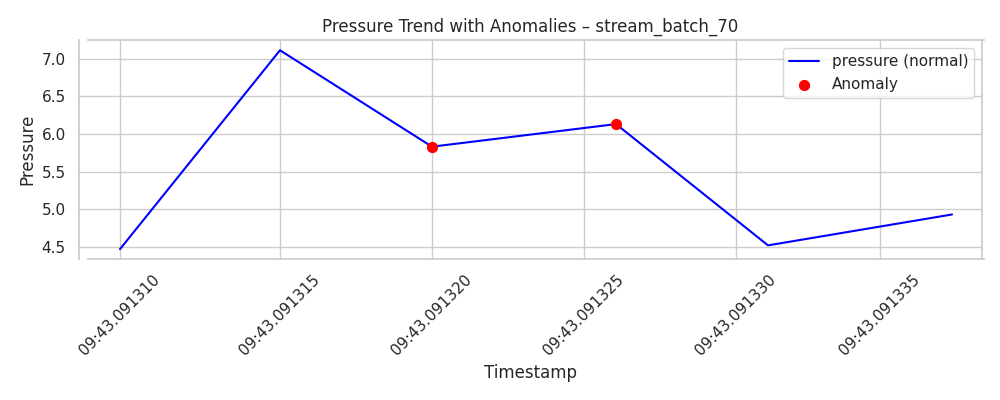 Pressure Trend with Anomalies – stream_batch_70
pressure (normal)
Anomaly
Pressure
7.0
6.5
6.0
5.5
5.0
4.5
09:43.091310
09:43.091315
09:43.091320
09:43.091325
09:43.091330
09:43.091335
Timestamp